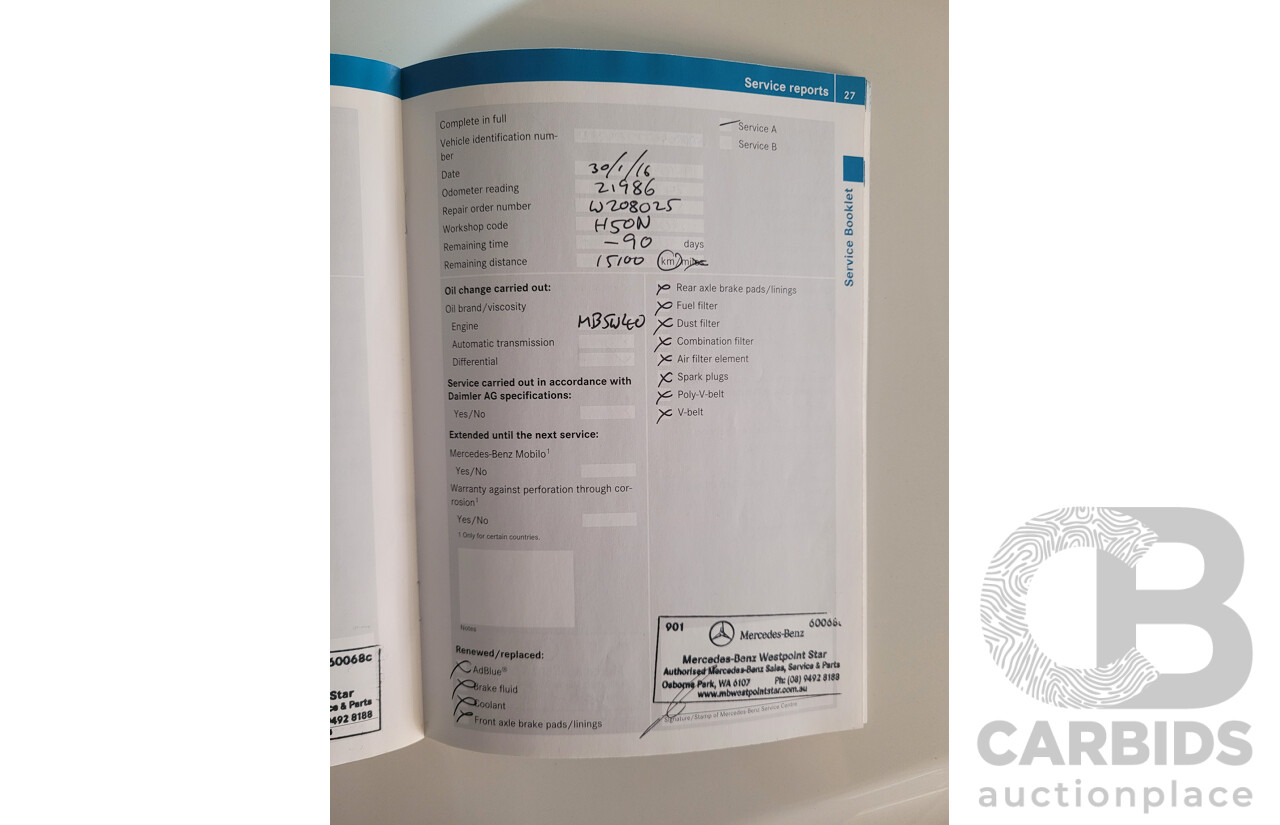 Service reports 27
Complete in full
Service A
Vehicle identification num-
ber
Service B
Date 30/1/16
Odometer reading 21986
Repair order number W208025
Workshop code H50N
Remaining time -90 days
Remaining distance 15100 km/miles
Service Booklet
Oil change carried out:
Oil brand/viscosity
Engine MB5W40
Automatic transmission
Differential
Service carried out in accordance with
Daimler AG specifications:
Yes/No
Extended until the next service:
Mercedes-Benz Mobilo1
Yes/No
Warranty against perforation through cor-
rosion1
Yes/No
1 Only for certain countries.
Notes
Renewed/replaced:
AdBlue®
Brake fluid
Coolant
Front axle brake pads/linings
Rear axle brake pads/linings
Fuel filter
Dust filter
Combination filter
Air filter element
Spark plugs
Poly-V-belt
V-belt
901 Mercedes-Benz 60068c
Mercedes-Benz Westpoint Star
Authorised Mercedes-Benz Sales, Service & Parts
Osborne Park, WA 6107 Ph: (08) 9492 8188
www.mbwestpointstar.com.au
Signature/Stamp of Mercedes-Benz Service Centre
60068c
Star
ce & Parts
9492 8188
CB
CARBIDS
auctionplace